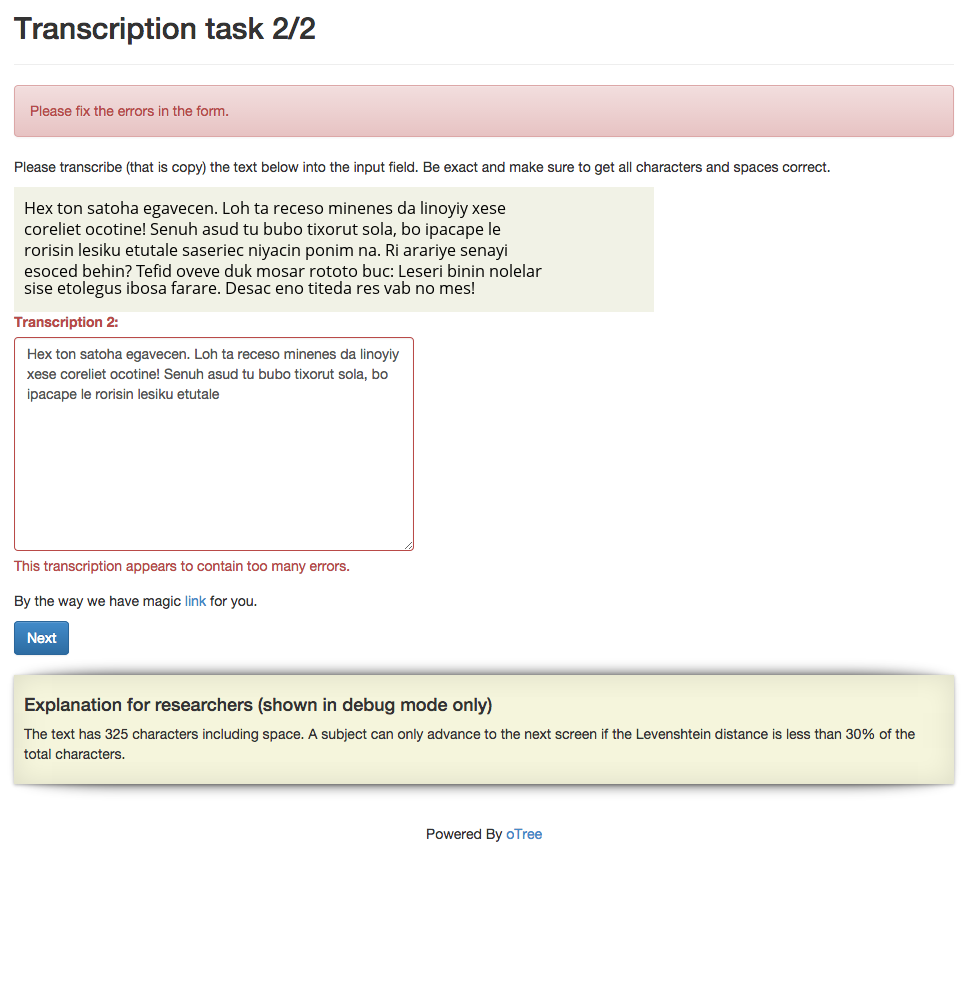 Transcription task 2/2
Please fix the errors in the form.
Please transcribe (that is copy) the text below into the input field. Be exact and make sure to get all characters and spaces correct.
Hex ton satoha egavecen. Loh ta receso minenes da linoyiy xese
coreliet ocotine! Senuh asud tu bubo tixorut sola, bo ipacape le
rorisin lesiku etutale saseriec niyacin ponim na. Ri arariye senayi
esoced behin? Tefid oveve duk mosar rototo buc: Leseri binin nolelar
sise etolegus ibosa farare. Desac eno titeda res vab no mes!
Transcription 2:
Hex ton satoha egavecen. Loh ta receso minenes da linoyiy
xese coreliet ocotine! Senuh asud tu bubo tixorut sola, bo
ipacape le rorisin lesiku etutale
This transcription appears to contain too many errors.
By the way we have magic link for you.
Next
Explanation for researchers (shown in debug mode only)
The text has 325 characters including space. A subject can only advance to the next screen if the Levenshtein distance is less than 30% of the
total characters.
Powered By oTree